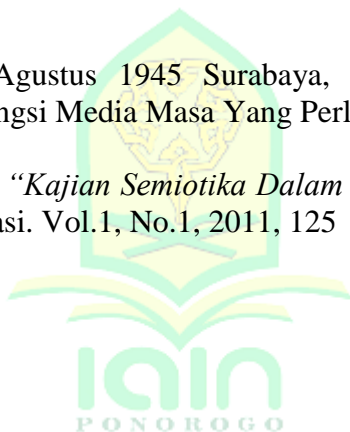 Agustus 1945 Surabaya,
ngsi Media Masa Yang Perl
“Kajian Semiotika Dalam
asi. Vol.1, No.1, 2011, 125
iain
PONOROGO